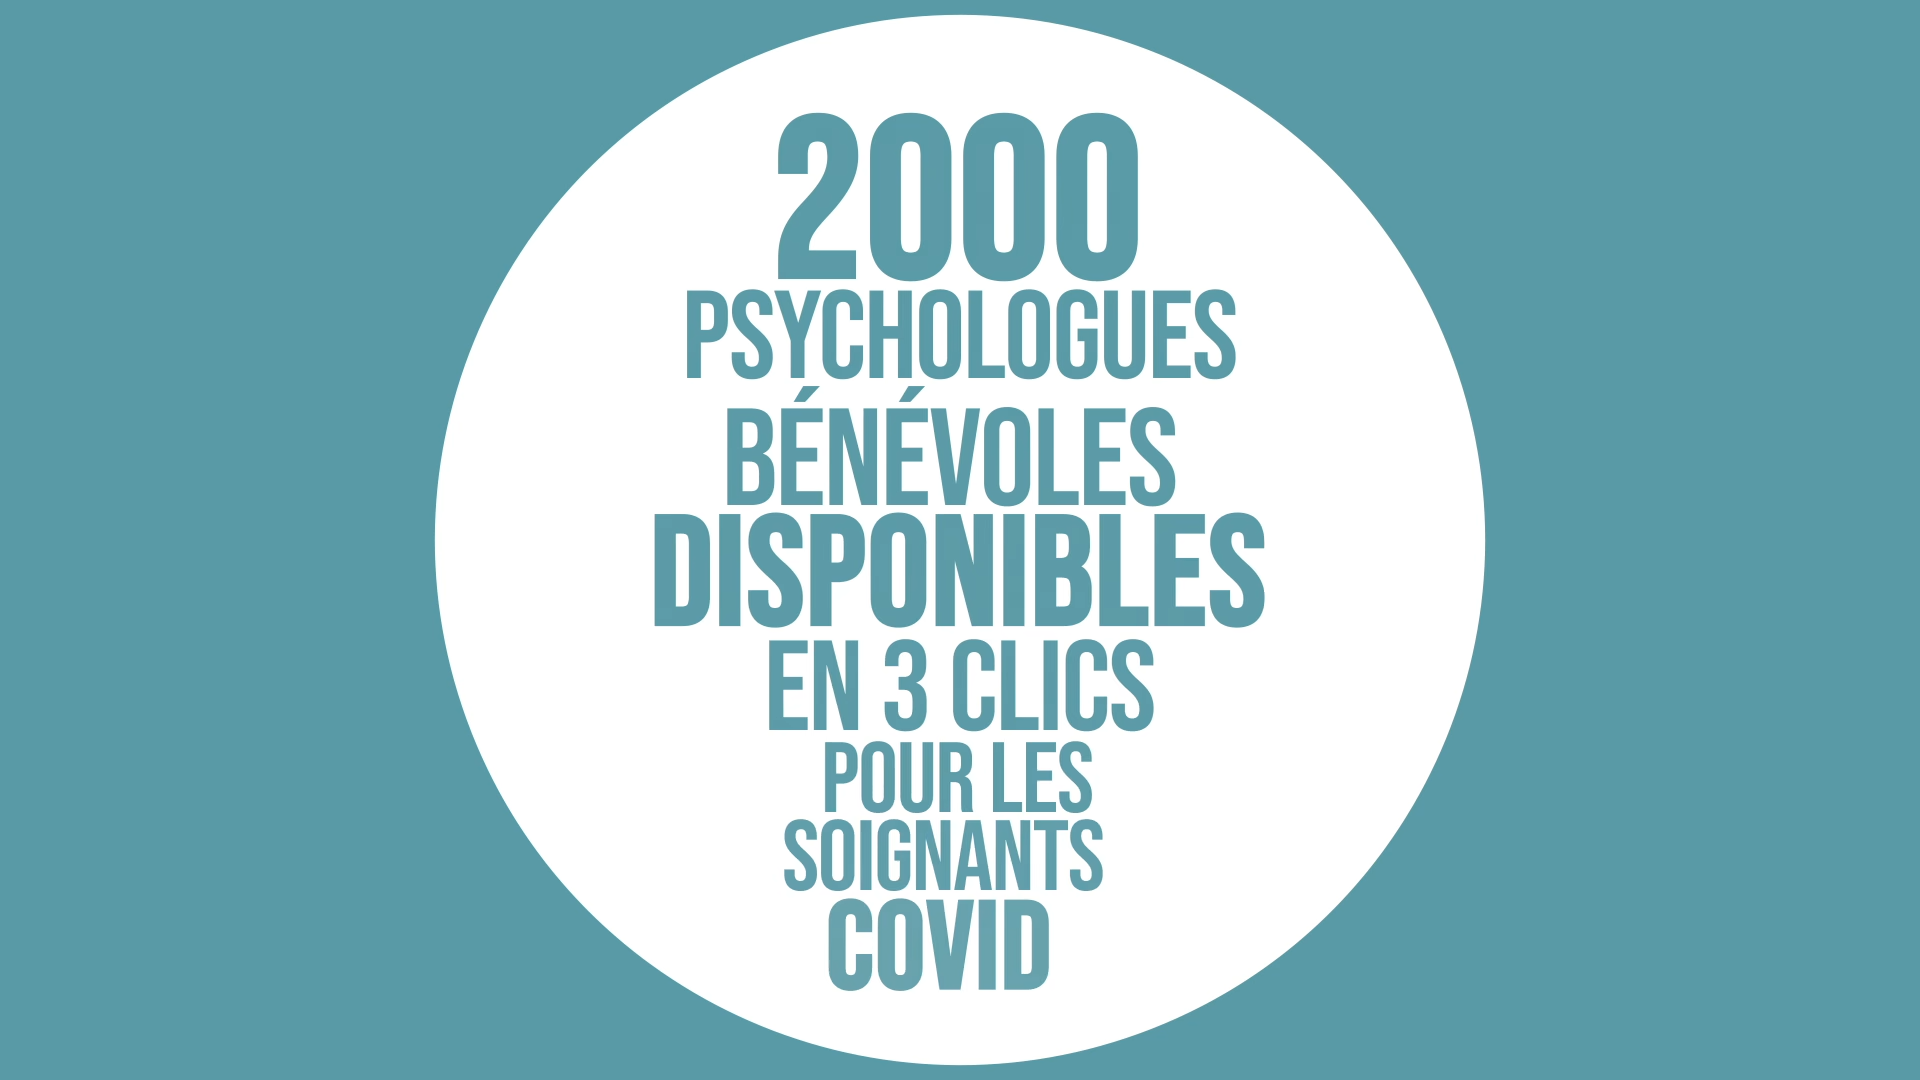 2000
PSYCHOLOGUES
BÉNÉVOLES
DISPONIBLES
EN 3 CLICS
POUR LES
SOIGNANTS
COVID